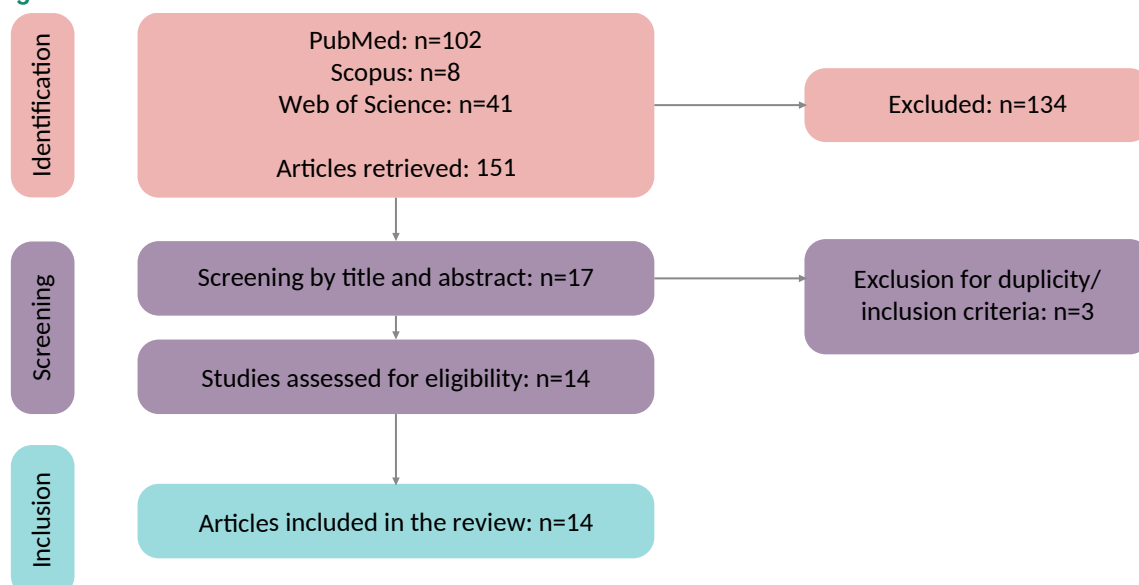 Identification
PubMed: n=102
Scopus: n=8
Web of Science: n=41
Articles retrieved: 151
Excluded: n=134
Screening
Screening by title and abstract: n=17
Exclusion for duplicity/
inclusion criteria: n=3
Studies assessed for eligibility: n=14
Inclusion
Articles included in the review: n=14